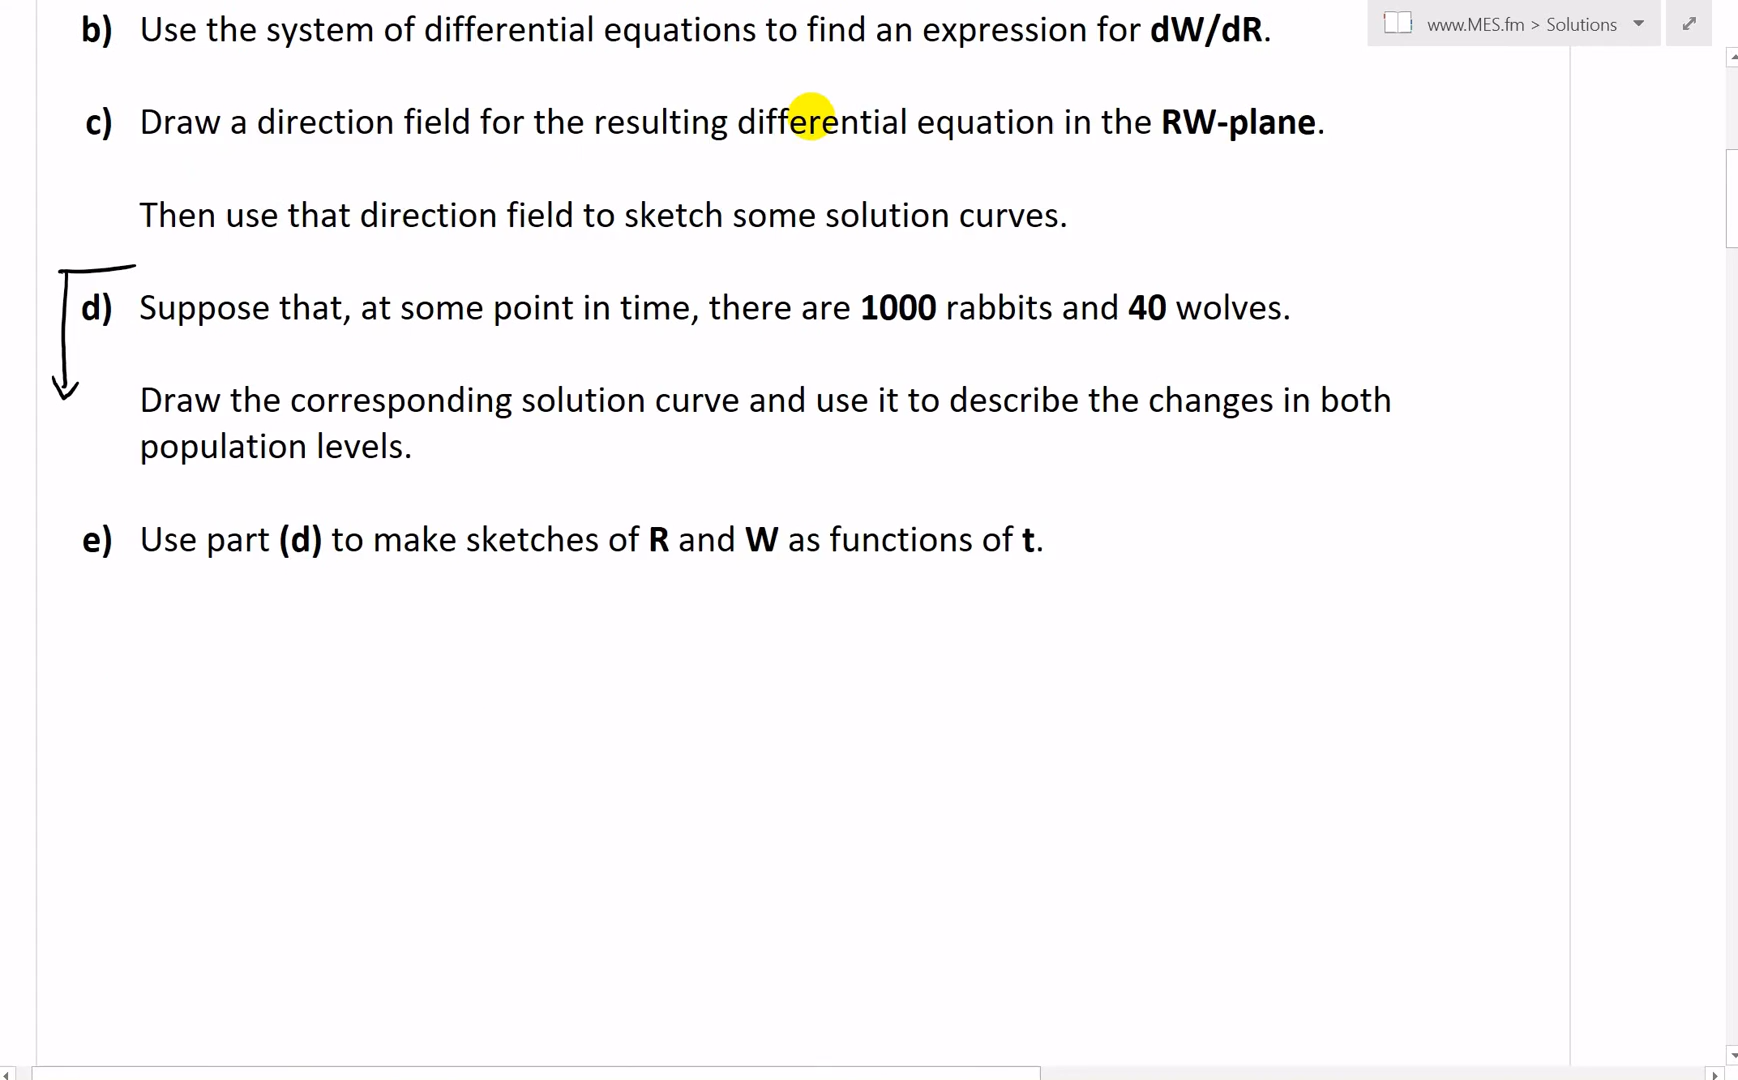 b) Use the system of differential equations to find an expression for dW/dR.
www.MES.fm > Solutions
c) Draw a direction field for the resulting differential equation in the RW-plane.
Then use that direction field to sketch some solution curves.
d) Suppose that, at some point in time, there are 1000 rabbits and 40 wolves.
Draw the corresponding solution curve and use it to describe the changes in both
population levels.
e) Use part (d) to make sketches of R and W as functions of t.